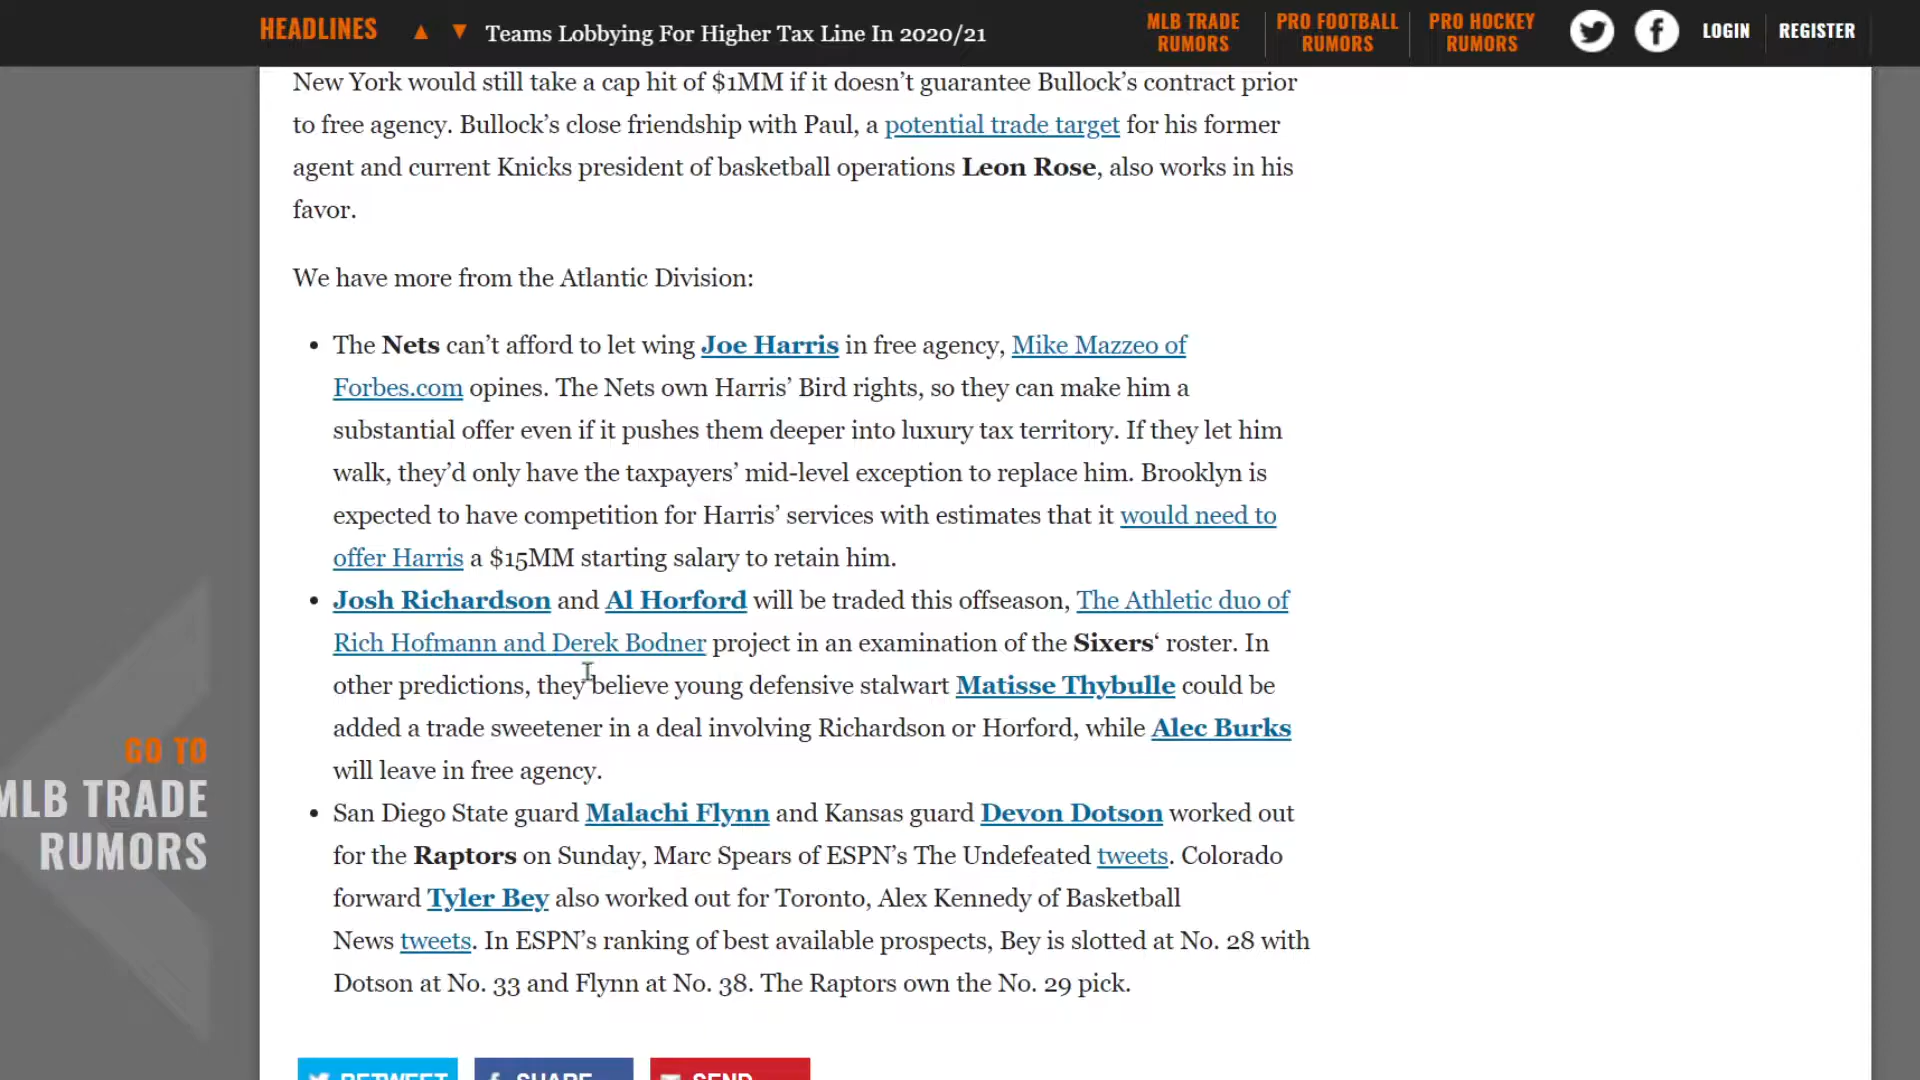 HEADLINES
Teams Lobbying For Higher Tax Line In 2020/21
MLB TRADE
RUMORS
PRO FOOTBALL
RUMORS
PRO HOCKEY
RUMORS
LOGIN
REGISTER
New York would still take a cap hit of $1MM if it doesn’t guarantee Bullock’s contract prior
to free agency. Bullock’s close friendship with Paul, a potential trade target for his former
agent and current Knicks president of basketball operations Leon Rose, also works in his
favor.
We have more from the Atlantic Division:
• The Nets can’t afford to let wing Joe Harris in free agency, Mike Mazzeo of
Forbes.com opines. The Nets own Harris’ Bird rights, so they can make him a
substantial offer even if it pushes them deeper into luxury tax territory. If they let him
walk, they’d only have the taxpayers’ mid-level exception to replace him. Brooklyn is
expected to have competition for Harris’ services with estimates that it would need to
offer Harris a $15MM starting salary to retain him.
• Josh Richardson and Al Horford will be traded this offseason, The Athletic duo of
Rich Hofmann and Derek Bodner project in an examination of the Sixers‘ roster. In
other predictions, they believe young defensive stalwart Matisse Thybulle could be
added a trade sweetener in a deal involving Richardson or Horford, while Alec Burks
will leave in free agency.
• San Diego State guard Malachi Flynn and Kansas guard Devon Dotson worked out
for the Raptors on Sunday, Marc Spears of ESPN’s The Undefeated tweets. Colorado
forward Tyler Bey also worked out for Toronto, Alex Kennedy of Basketball
News tweets. In ESPN’s ranking of best available prospects, Bey is slotted at No. 28 with
Dotson at No. 33 and Flynn at No. 38. The Raptors own the No. 29 pick.
GO TO
MLB TRADE
RUMORS
RETWEET
SHARE
SEND